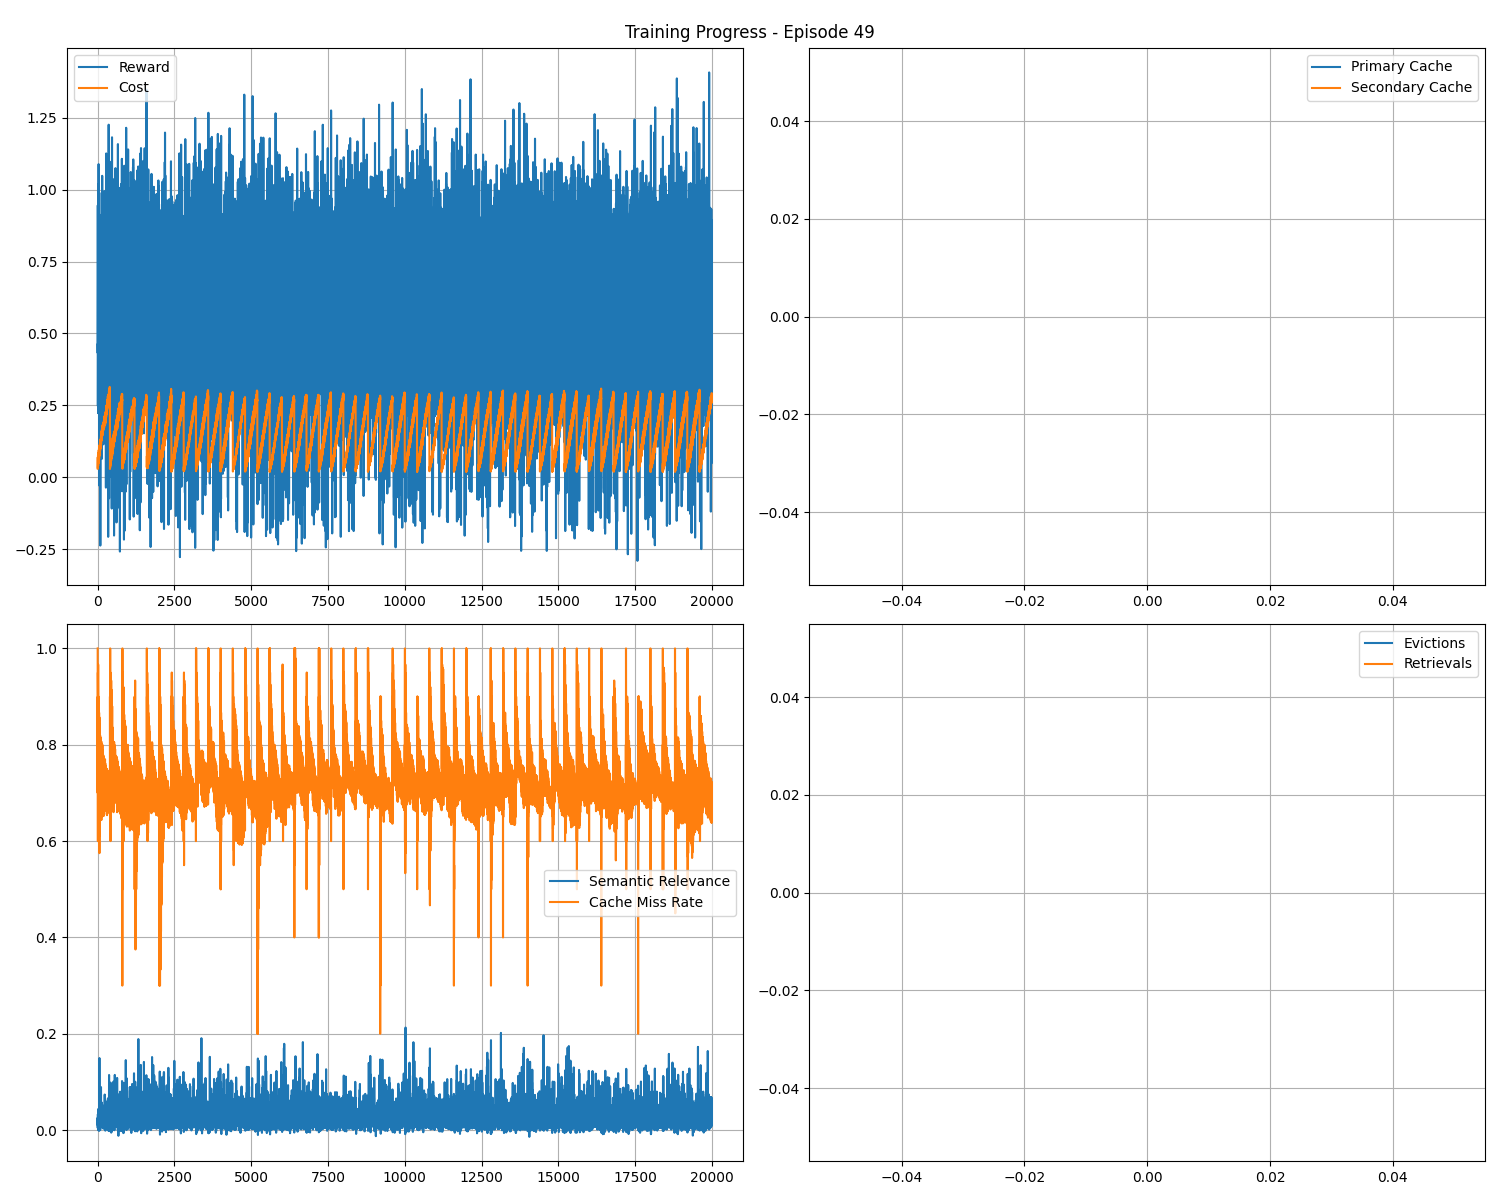 Training Progress - Episode 49
Reward
Cost
1.25
1.00
0.75
0.50
0.25
0.00
−0.25
0 2500 5000 7500 10000 12500 15000 17500 20000
Primary Cache
Secondary Cache
0.04
0.02
0.00
−0.02
−0.04
−0.04 −0.02 0.00 0.02 0.04
1.0
0.8
0.6
0.4
0.2
0.0
Semantic Relevance
Cache Miss Rate
0 2500 5000 7500 10000 12500 15000 17500 20000
Evictions
Retrievals
0.04
0.02
0.00
−0.02
−0.04
−0.04 −0.02 0.00 0.02 0.04